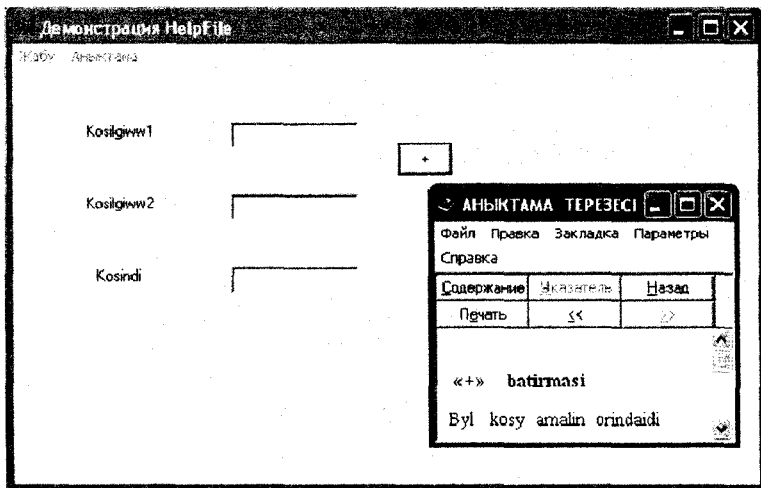 Демонстрация HelpFile
Жабу Аныктама
Kosilgiww1
+
Kosilgiww2
Kosindi
АНЫКТАМА ТЕРЕЗЕСІ
Файл Правка Закладка Параметры
Справка
Содержание Указатель Назад
Печать << >>
«+» batirmasi
Byl kosy amalin orindaidi